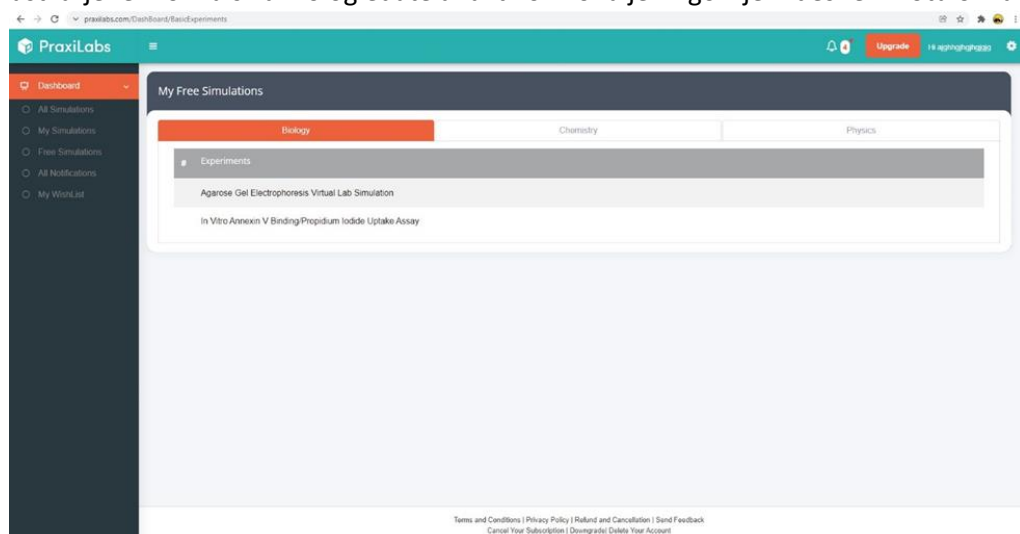 praxilabs.com/DashBoard/BasicExperiments
PraxiLabs
4
Upgrade
Dashboard
All Simulations
My Simulations
Free Simulations
All Notifications
My WishList
My Free Simulations
Biology
Chemistry
Physics
# Experiments
Agarose Gel Electrophoresis Virtual Lab Simulation
In Vitro Annexin V Binding/Propidium Iodide Uptake Assay
Terms and Conditions | Privacy Policy | Refund and Cancellation | Send Feedback
Cancel Your Subscription | Downgrade| Delete Your Account